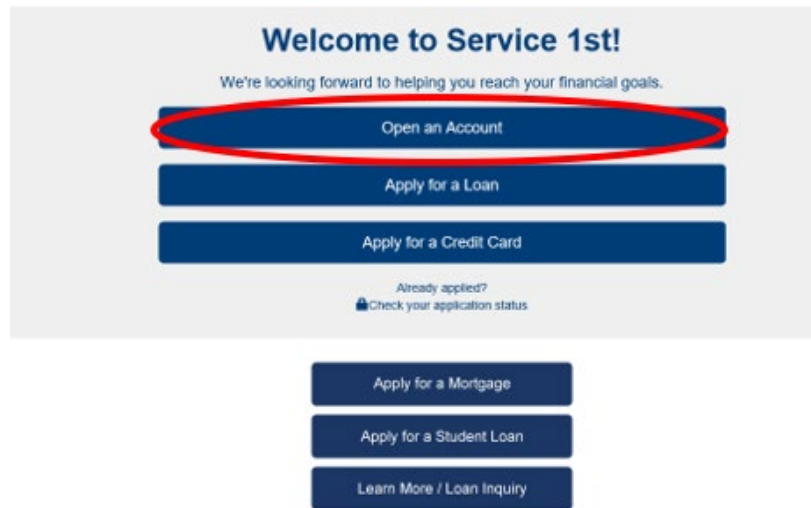 Welcome to Service 1st!
We're looking forward to helping you reach your financial goals.
Open an Account
Apply for a Loan
Apply for a Credit Card
Already applied?
Check your application status
Apply for a Mortgage
Apply for a Student Loan
Learn More / Loan Inquiry